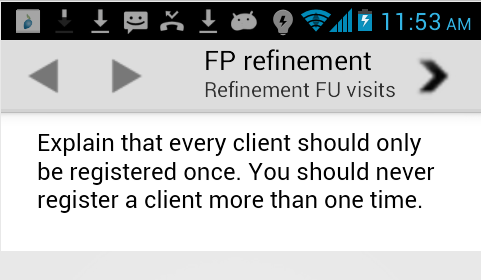 11:53 AM
FP refinement
Refinement FU visits
Explain that every client should only
be registered once. You should never
register a client more than one time.